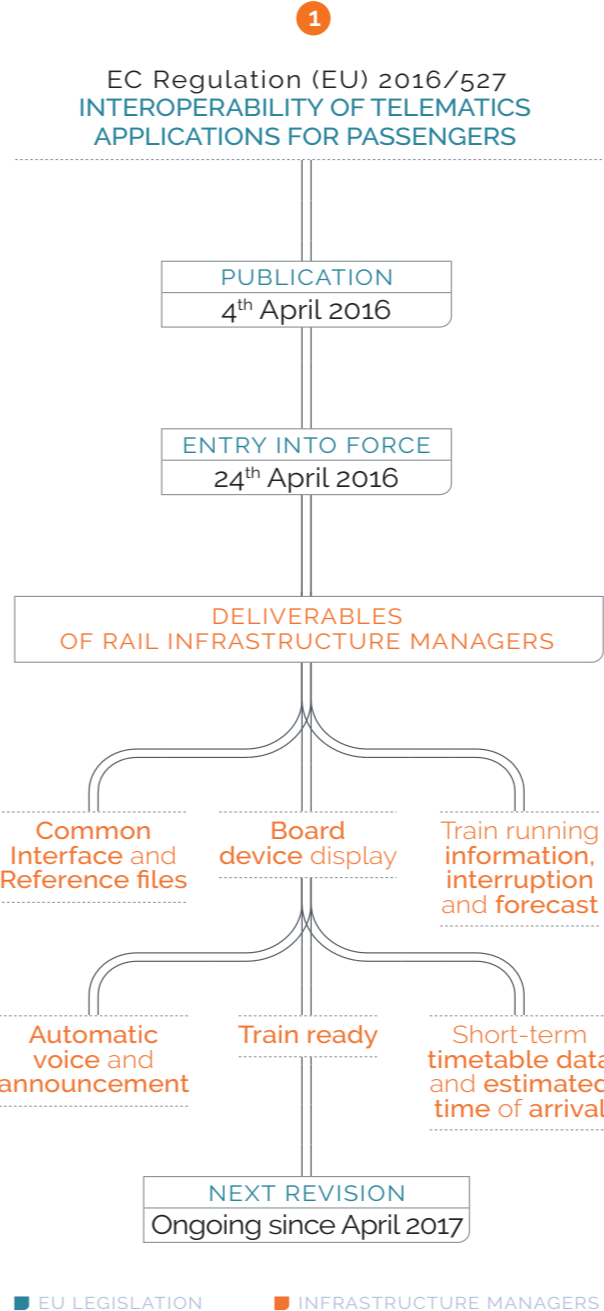 1
EC Regulation (EU) 2016/527
INTEROPERABILITY OF TELEMATICS
APPLICATIONS FOR PASSENGERS
PUBLICATION
4th April 2016
ENTRY INTO FORCE
24th April 2016
DELIVERABLES
OF RAIL INFRASTRUCTURE MANAGERS
Common
Interface and
Reference files
Board
device display
Train running
information,
interruption
and forecast
Automatic
voice and
announcement
Train ready
Short-term
timetable data
and estimated
time of arrival
NEXT REVISION
Ongoing since April 2017
EU LEGISLATION
INFRASTRUCTURE MANAGERS